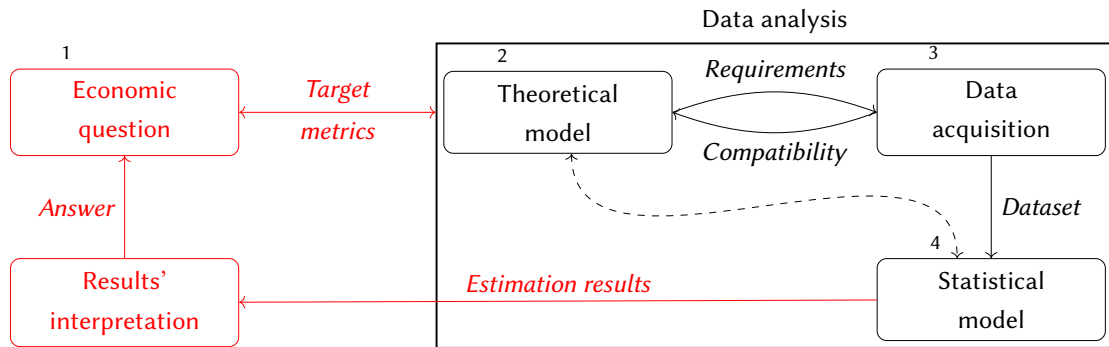 Data analysis
1
Economic
question
Target
metrics
2
Theoretical
model
Requirements
Compatibility
3
Data
acquisition
Answer
Dataset
4
Results’
interpretation
Estimation results
Statistical
model